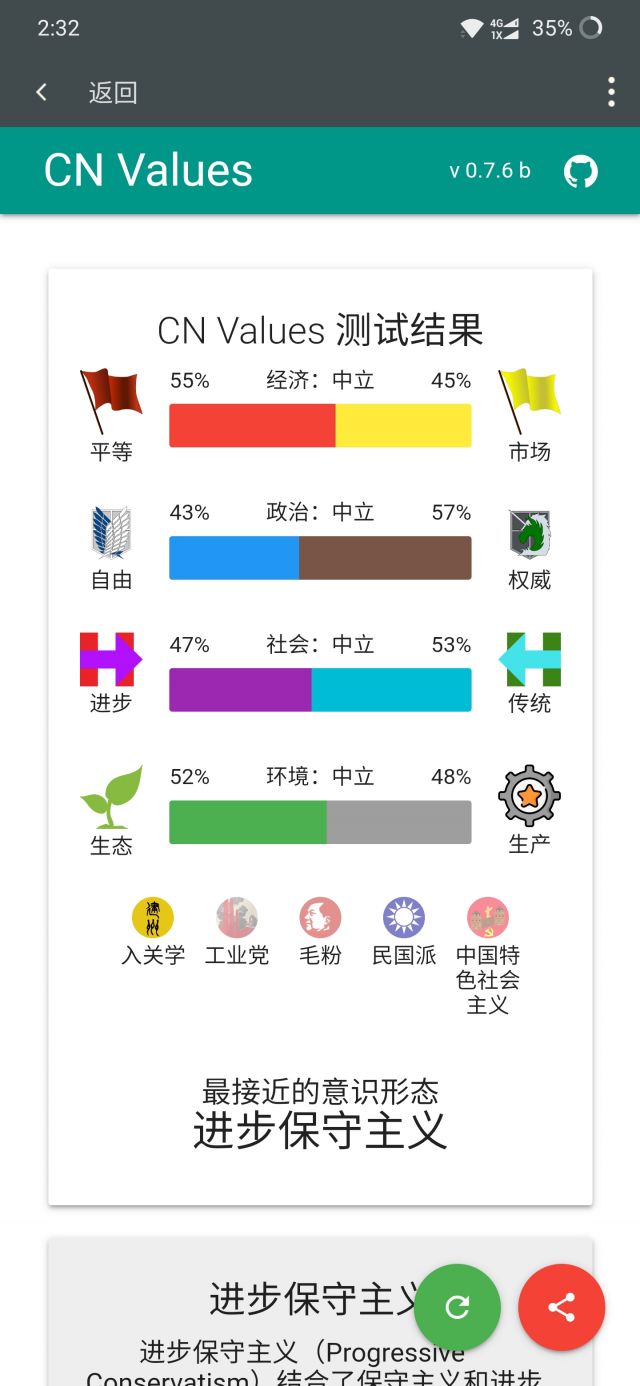 2:32
4G
1X
35%
返回
CN Values
v 0.7.6 b
CN Values 测试结果
55%
经济：中立
45%
平等
市场
43%
政治：中立
57%
自由
权威
47%
社会：中立
53%
进步
传统
52%
环境：中立
48%
生态
生产
入关学
工业党
毛粉
民国派
中国特
色社会
主义
最接近的意识形态
进步保守主义
进步保守主义
进步保守主义（Progressive
Conservatism）结合了保守主义和进步